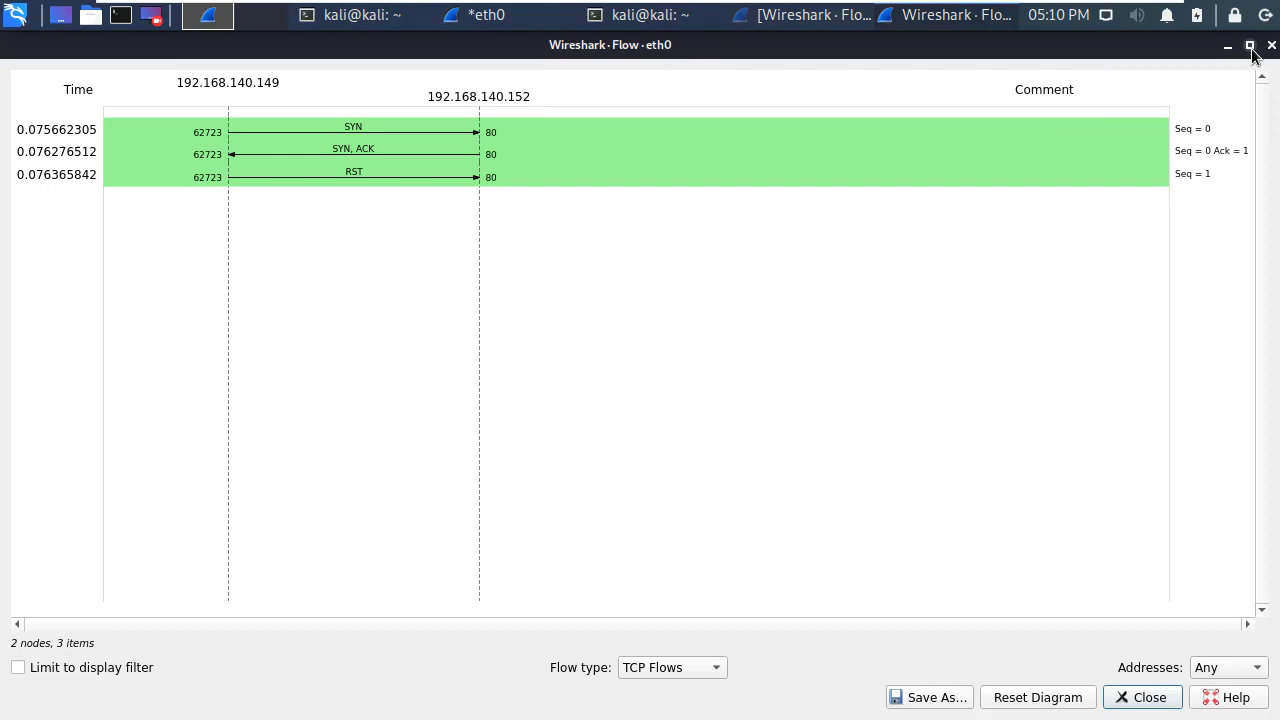 kali@kali: ~ *eth0 kali@kali: ~ [Wireshark · Flo... Wireshark · Flo... 05:10 PM
Wireshark · Flow · eth0
Time 192.168.140.149 192.168.140.152 Comment
0.075662305 62723 SYN 80 Seq = 0
0.076276512 62723 SYN, ACK 80 Seq = 0 Ack = 1
0.076365842 62723 RST 80 Seq = 1
2 nodes, 3 items
Limit to display filter Flow type: TCP Flows Addresses: Any
Save As... Reset Diagram Close Help